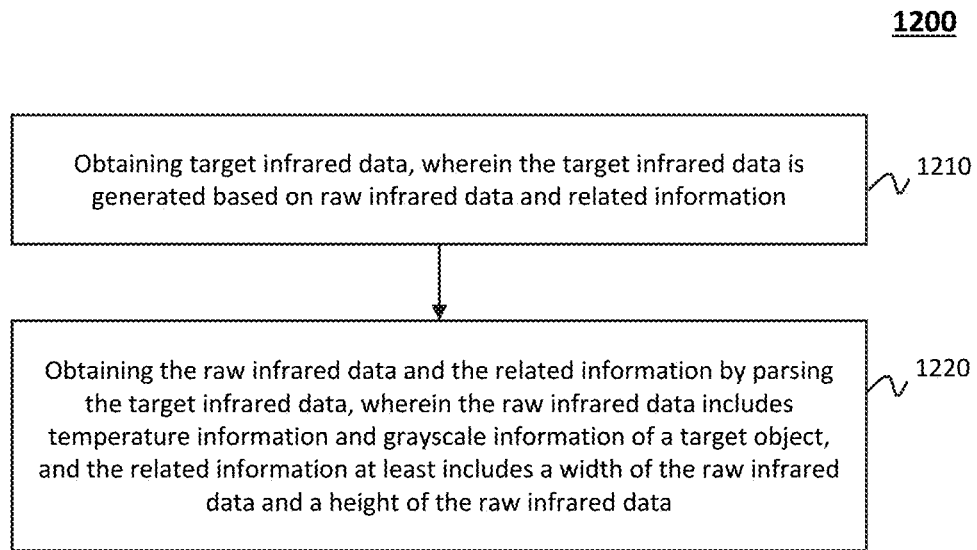 1200
Obtaining target infrared data, wherein the target infrared data is
generated based on raw infrared data and related information
1210
Obtaining the raw infrared data and the related information by parsing
the target infrared data, wherein the raw infrared data includes
temperature information and grayscale information of a target object,
and the related information at least includes a width of the raw infrared
data and a height of the raw infrared data
1220